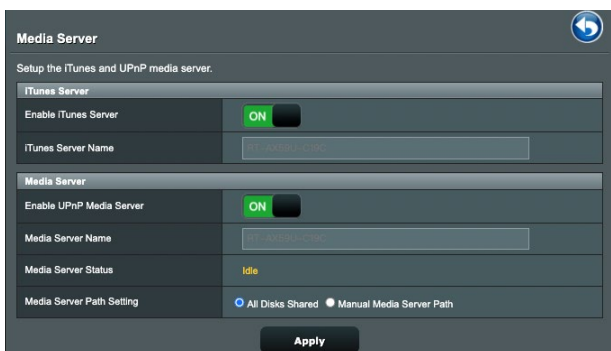 Media Server
Setup the iTunes and UPnP media server.
iTunes Server
Enable iTunes Server ON
iTunes Server Name
Media Server
Enable UPnP Media Server ON
Media Server Name
Media Server Status Idle
Media Server Path Setting All Disks Shared Manual Media Server Path
Apply